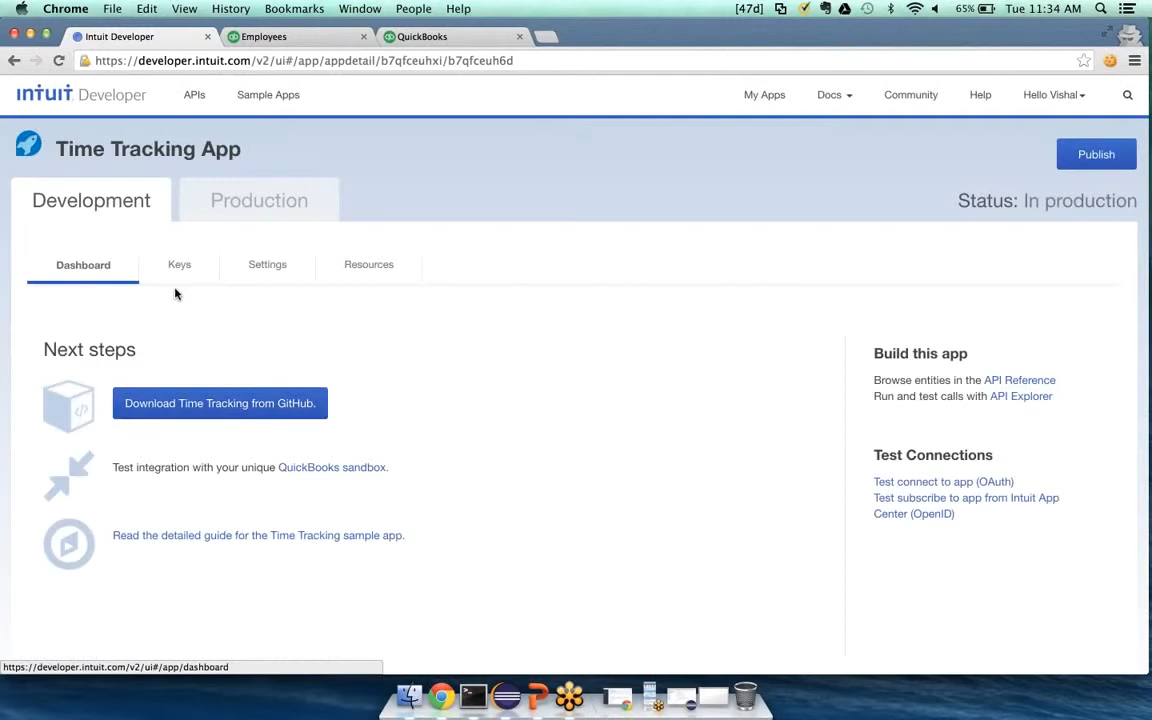 Chrome File Edit View History Bookmarks Window People Help [47d] 65% Tue 11:34 AM
Intuit Developer × Employees × QuickBooks ×
https://developer.intuit.com/v2/ui#/app/appdetail/b7qfceuhxi/b7qfceuh6d
intuit Developer APIs Sample Apps My Apps Docs Community Help Hello Vishal
Time Tracking App
Publish
Development Production Status: In production
Dashboard Keys Settings Resources
Next steps
Download Time Tracking from GitHub.
Test integration with your unique QuickBooks sandbox.
Read the detailed guide for the Time Tracking sample app.
Build this app
Browse entities in the API Reference
Run and test calls with API Explorer
Test Connections
Test connect to app (OAuth)
Test subscribe to app from Intuit App
Center (OpenID)
https://developer.intuit.com/v2/ui#/app/dashboard